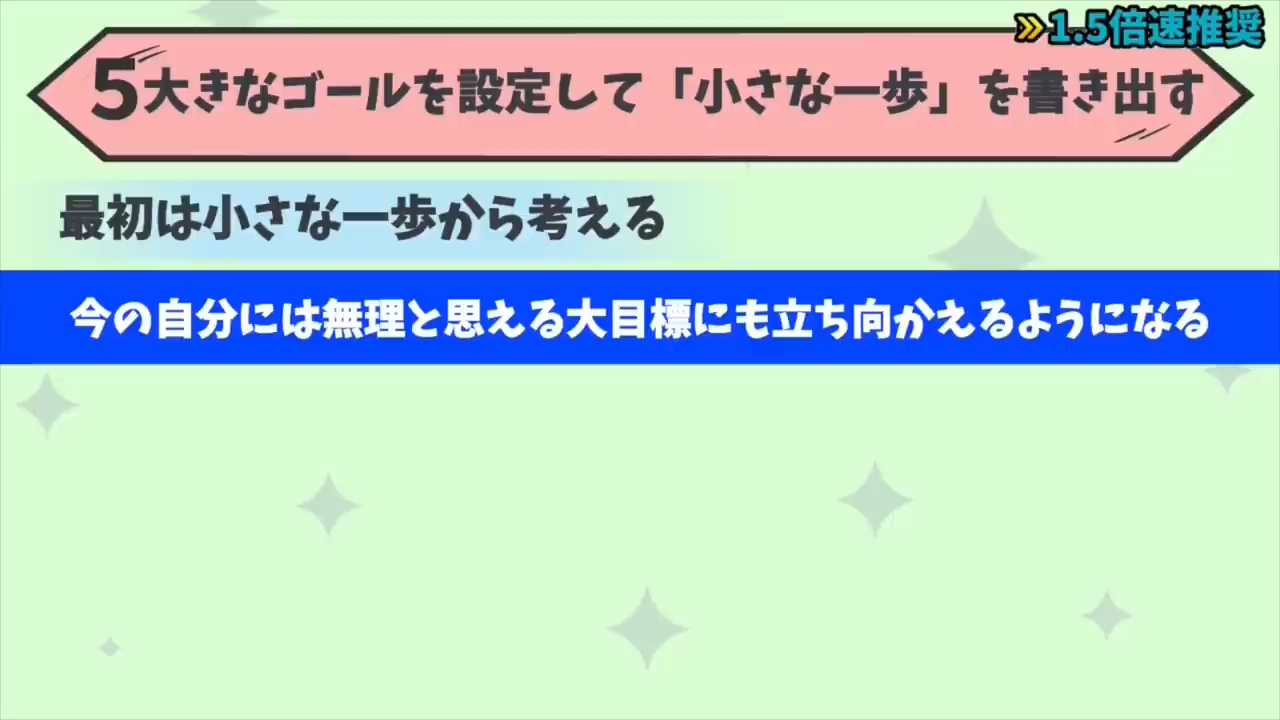 1.5倍速推奨
5大きなゴールを設定して「小さな一歩」を書き出す
最初は小さな一歩から考える
今の自分には無理と思える大目標にも立ち向かえるようになる